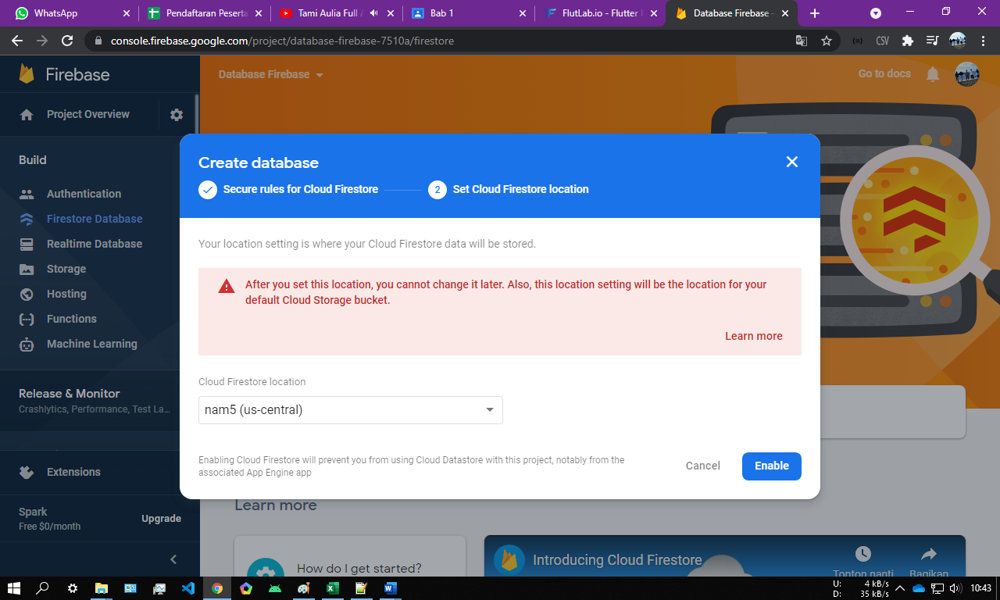 WhatsApp
Pendaftaran Peserta
Tami Aulia Full A
Bab 1
FlutLab.io - Flutter
Database Firebase -
console.firebase.google.com/project/database-firebase-7510a/firestore
CSV
Firebase
Database Firebase
Go to docs
Project Overview
Build
Authentication
Firestore Database
Realtime Database
Storage
Hosting
Functions
Machine Learning
Release & Monitor
Crashlytics, Performance, Test La...
Extensions
Spark
Free $0/month
Upgrade
Create database
Secure rules for Cloud Firestore
2
Set Cloud Firestore location
Your location setting is where your Cloud Firestore data will be stored.
After you set this location, you cannot change it later. Also, this location setting will be the location for your
default Cloud Storage bucket.
Learn more
Cloud Firestore location
nam5 (us-central)
Enabling Cloud Firestore will prevent you from using Cloud Datastore with this project, notably from the
associated App Engine app
Cancel
Enable
Learn more
How do I get started?
Introducing Cloud Firestore
Tonton nanti
Bagikan
U: 4 kB/s
D: 35 kB/s
10:43